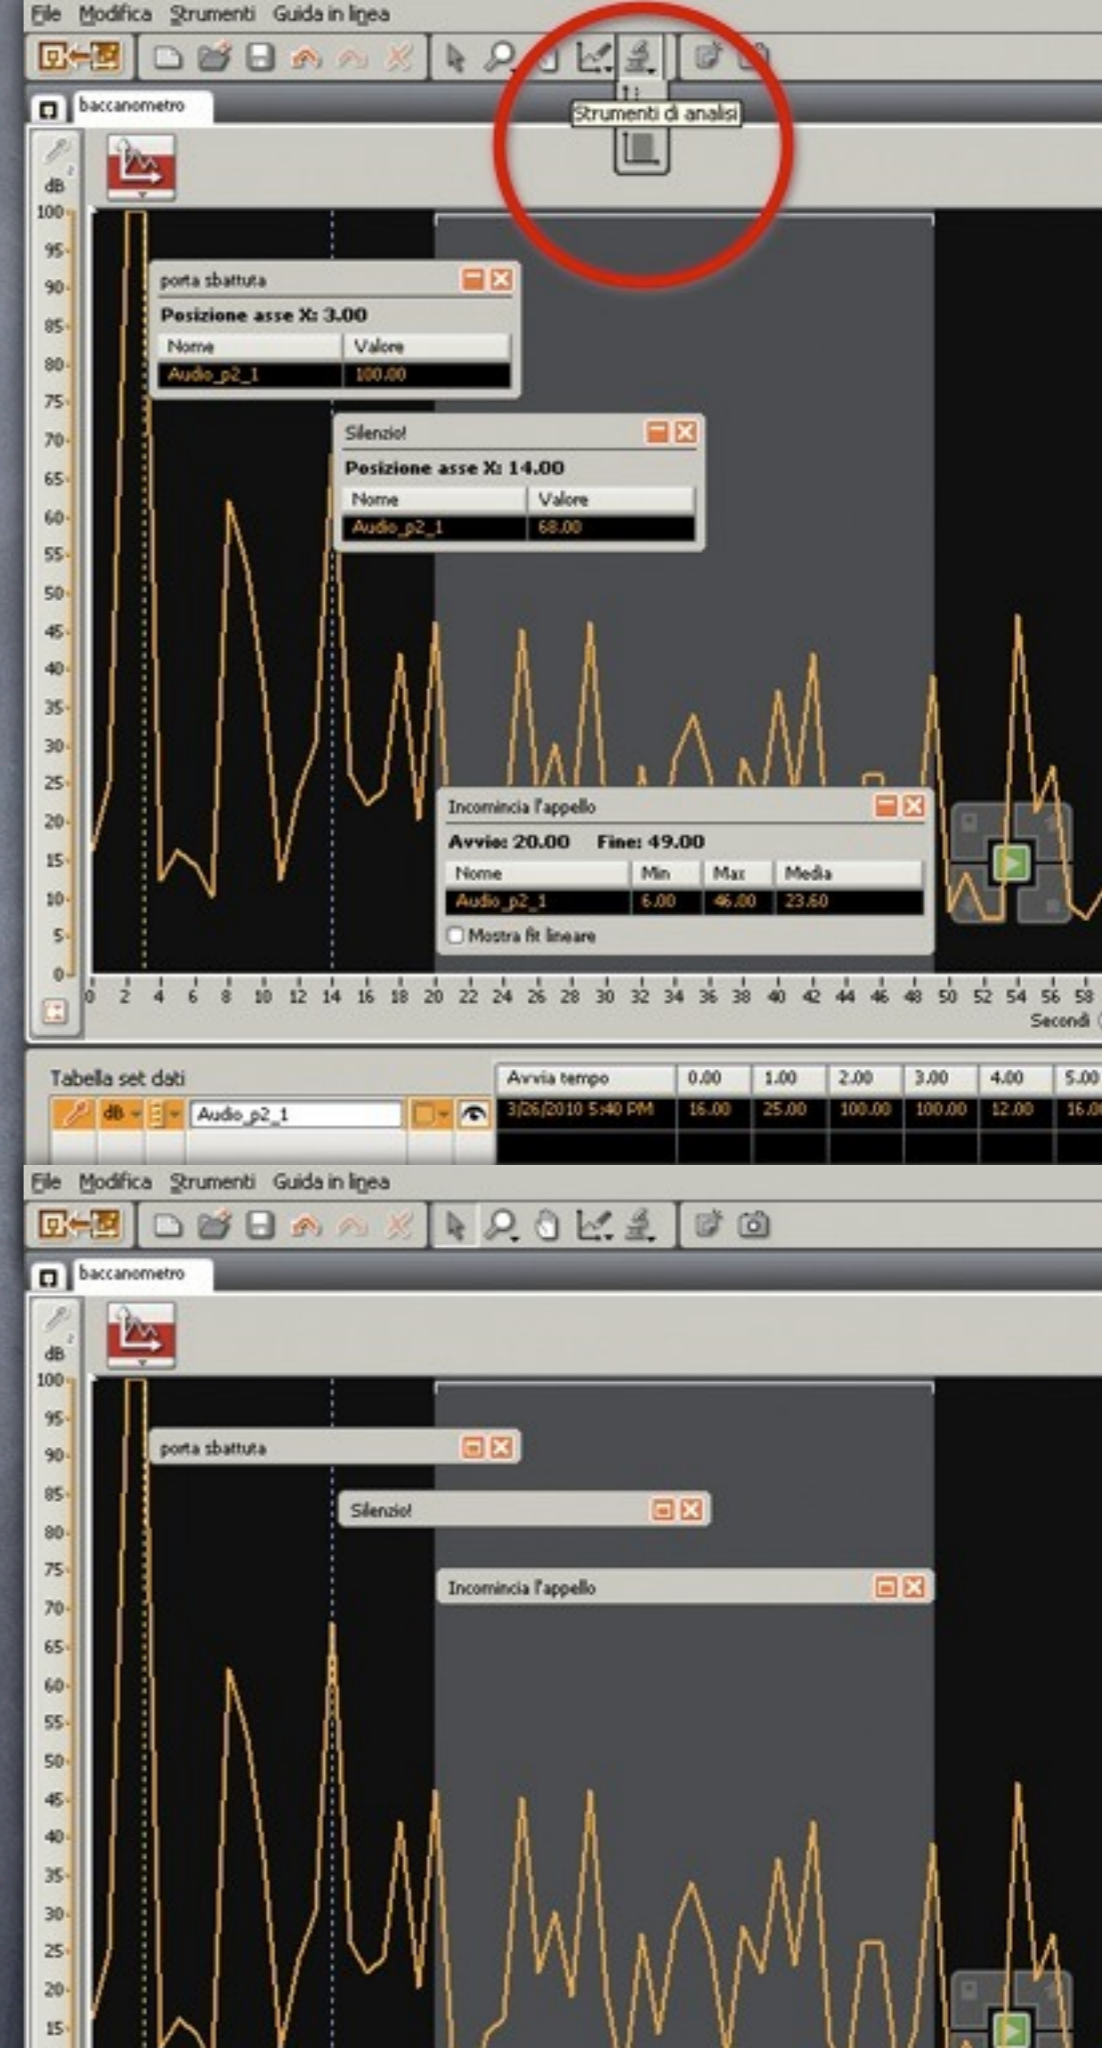 File Modifica Strumenti Guida in linea
baccanometro
Strumenti di analisi
dB
100
95
90
85
80
75
70
65
60
55
50
45
40
35
30
25
20
15
10
5
0
porta sbattuta
Posizione asse X: 3.00
Nome Valore
Audio_p2_1 100.00
Silenzio!
Posizione asse X: 14.00
Nome Valore
Audio_p2_1 68.00
Incomincia l'appello
Avvio: 20.00 Fine: 49.00
Nome Min Max Media
Audio_p2_1 6.00 46.00 23.60
Mostra fit lineare
0 2 4 6 8 10 12 14 16 18 20 22 24 26 28 30 32 34 36 38 40 42 44 46 48 50 52 54 56 58
Secondi
Tabella set dati Avvia tempo 0.00 1.00 2.00 3.00 4.00 5.00
dB Audio_p2_1 3/26/2010 5:40 PM 16.00 25.00 100.00 100.00 12.00 16.0
File Modifica Strumenti Guida in linea
baccanometro
dB
100
95
90
85
80
75
70
65
60
55
50
45
40
35
30
25
20
15
porta sbattuta
Silenzio!
Incomincia l'appello